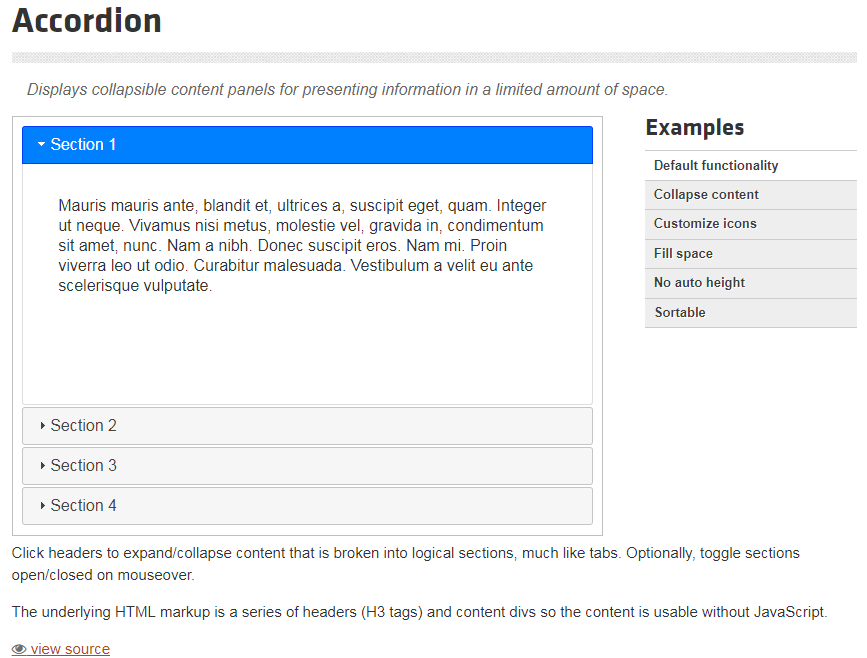 Accordion
Displays collapsible content panels for presenting information in a limited amount of space.
Section 1
Mauris mauris ante, blandit et, ultrices a, suscipit eget, quam. Integer
ut neque. Vivamus nisi metus, molestie vel, gravida in, condimentum
sit amet, nunc. Nam a nibh. Donec suscipit eros. Nam mi. Proin
viverra leo ut odio. Curabitur malesuada. Vestibulum a velit eu ante
scelerisque vulputate.
Section 2
Section 3
Section 4
Examples
Default functionality
Collapse content
Customize icons
Fill space
No auto height
Sortable
Click headers to expand/collapse content that is broken into logical sections, much like tabs. Optionally, toggle sections
open/closed on mouseover.
The underlying HTML markup is a series of headers (H3 tags) and content divs so the content is usable without JavaScript.
view source